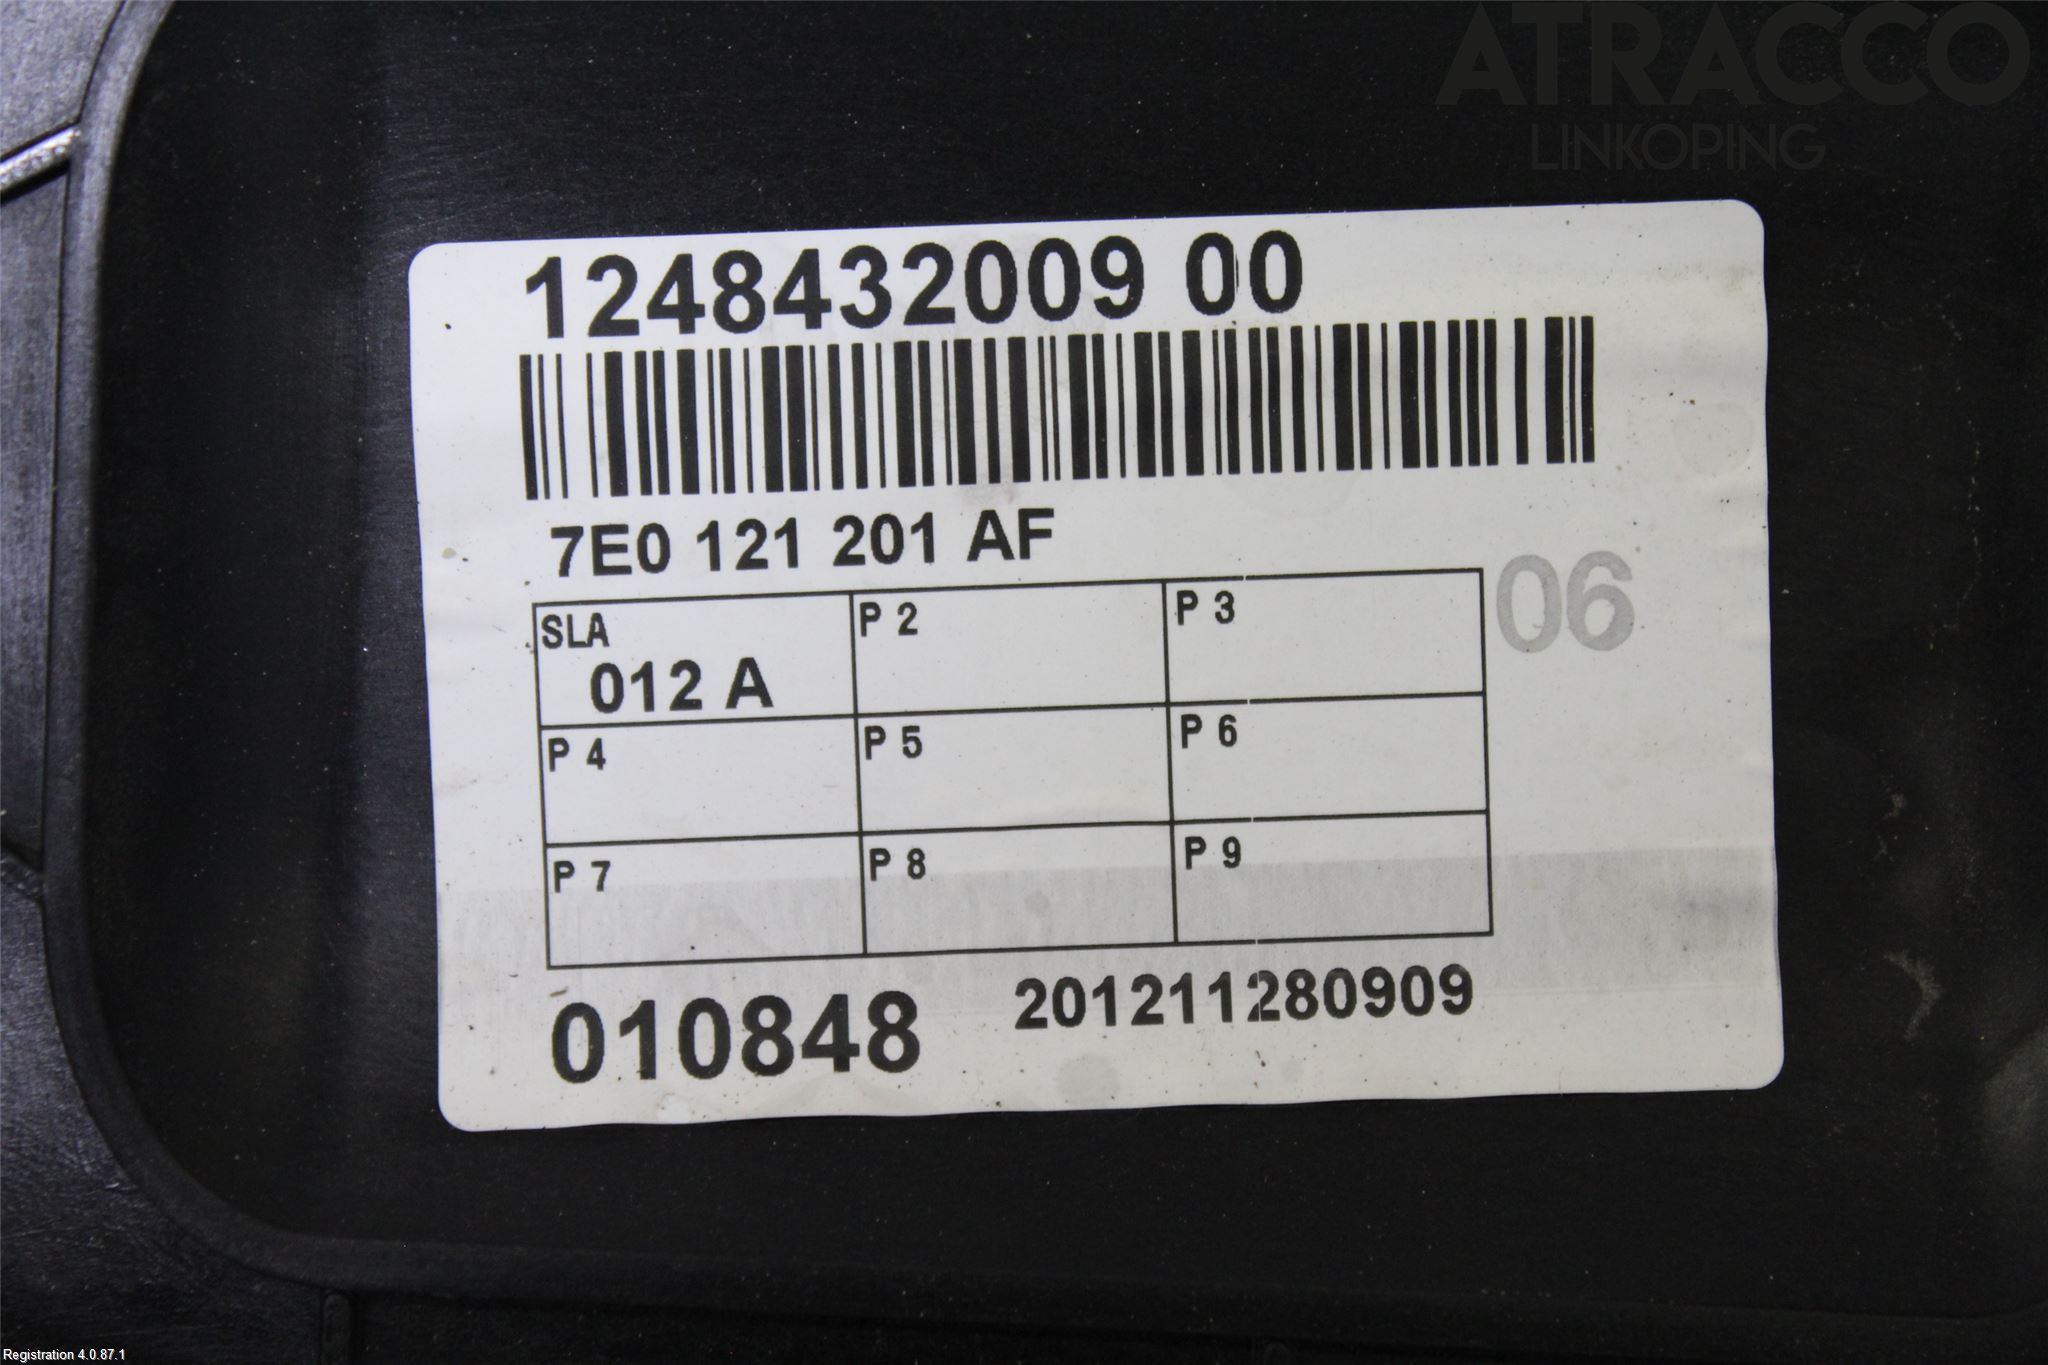 ATRACCO
LINKOPING
1248432009 00
7E0 121 201 AF
06
SLA
012 A
P 2
P 3
P 4
P 5
P 6
P 7
P 8
P 9
010848
201211280909
Registration 4.0.87.1